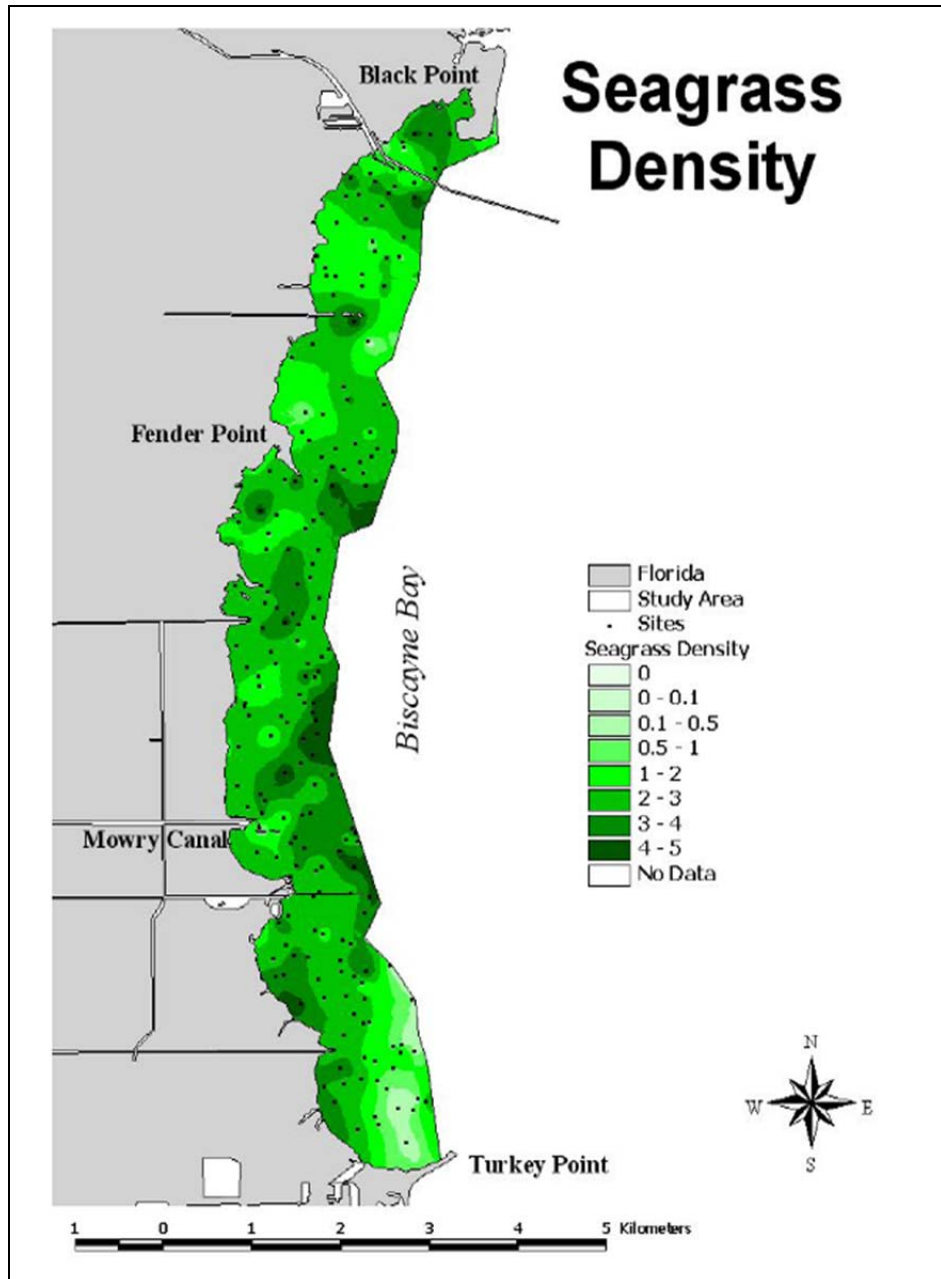 Seagrass
Density
Black Point
Fender Point
Biscayne Bay
Florida
Study Area
Sites
Seagrass Density
0
0 - 0.1
0.1 - 0.5
0.5 - 1
1 - 2
2 - 3
3 - 4
4 - 5
No Data
Mowry Canal
N
W E
S
Turkey Point
1 0 1 2 3 4 5 Kilometers